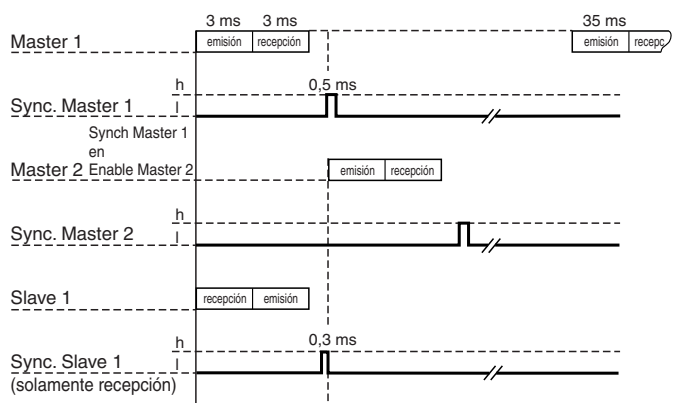 3 ms 3 ms 35 ms
Master 1 emisión recepción emisión recepc
h 0,5 ms
Sync. Master 1 l
Synch Master 1
en
Master 2 Enable Master 2 emisión recepción
h
Sync. Master 2 l
Slave 1 recepción emisión
h 0,3 ms
Sync. Slave 1 l
(solamente recepción)